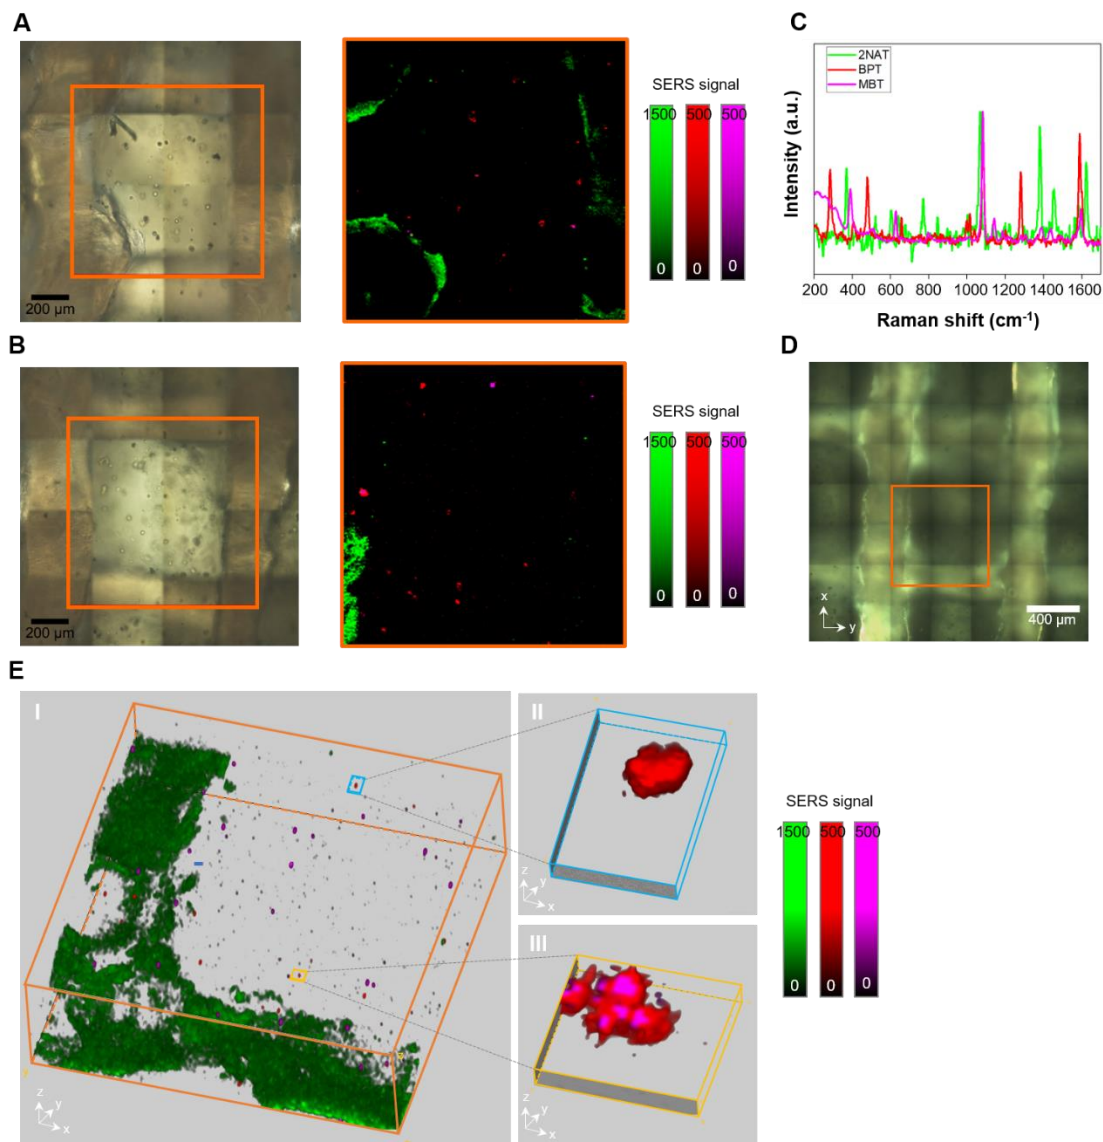 A
200 µm
SERS signal
1500 500 500
0 0 0
C
2NAT
BPT
MBT
Intensity (a.u.)
200 400 600 800 1000 1200 1400 1600
Raman shift (cm⁻¹)
B
200 µm
SERS signal
1500 500 500
0 0 0
D
x
y
400 µm
E
I
z
y
x
II
z
y
x
III
z
y
x
SERS signal
1500 500 500
0 0 0